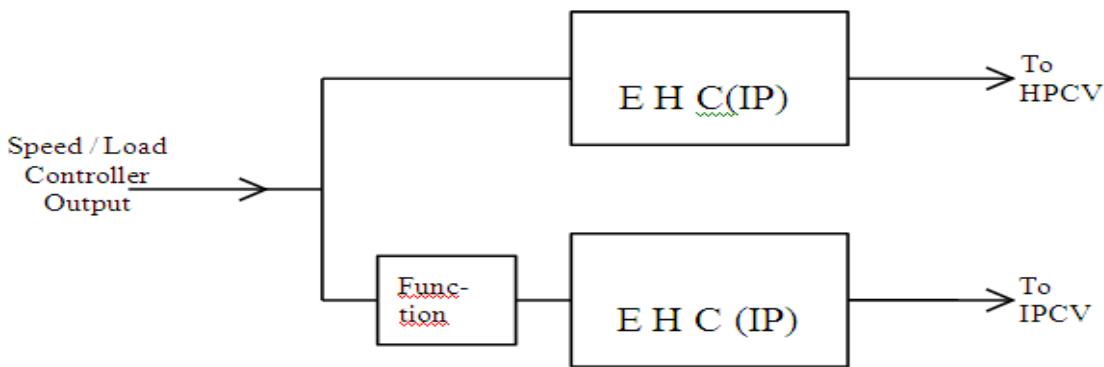 E H C(IP)
To
HPCV
Speed / Load
Controller
Output
Func-
tion
E H C (IP)
To
IPCV